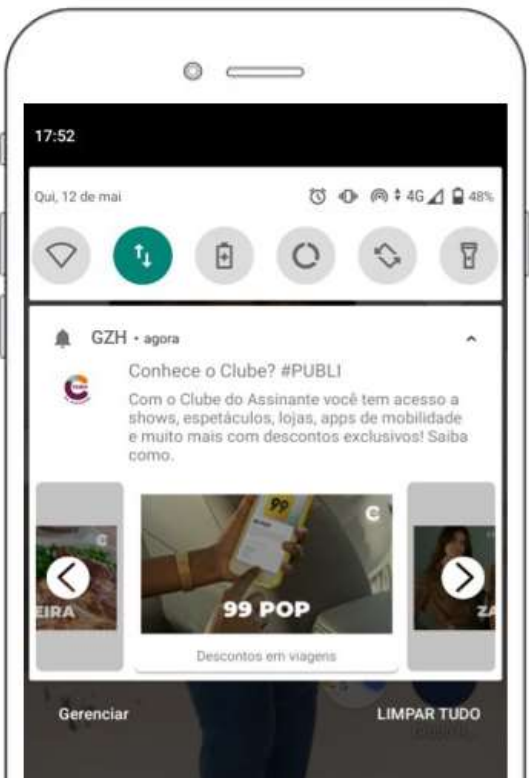 17:52
Qui, 12 de mai
4G 48%
GZH • agora
Conhece o Clube? #PUBLI
Com o Clube do Assinante você tem acesso a
shows, espetáculos, lojas, apps de mobilidade
e muito mais com descontos exclusivos! Saiba
como.
99
EIRA
99 POP
ZA
Descontos em viagens
Gerenciar
LIMPAR TUDO